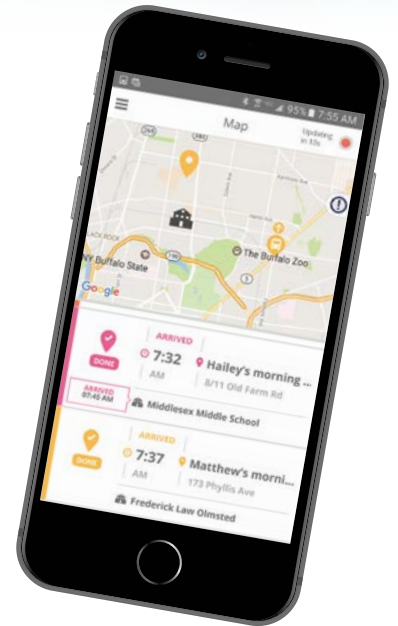 95% 7:55 AM
Map
Updating
in 10s
The Buffalo Zoo
NY Buffalo State
Google
ARRIVED
7:32
AM
Hailey's morning ...
8/11 Old Farm Rd
DONE
ARRIVED
07:46 AM
Middlesex Middle School
ARRIVED
7:37
AM
Matthew's morni...
173 Phyllis Ave
DONE
Frederick Law Olmsted